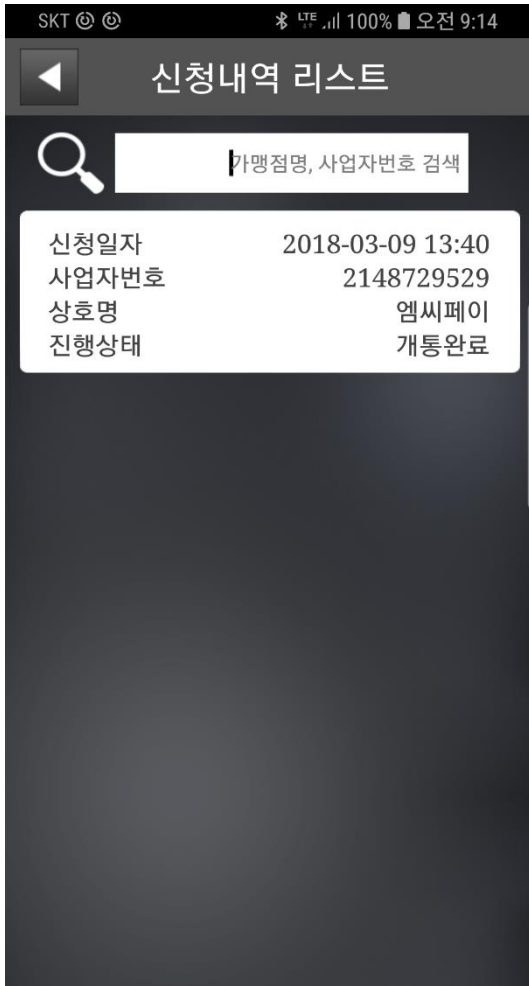 SKT LTE 100% 오전 9:14
신청내역 리스트
가맹점명, 사업자번호 검색
신청일자 2018-03-09 13:40
사업자번호 2148729529
상호명 엠씨페이
진행상태 개통완료